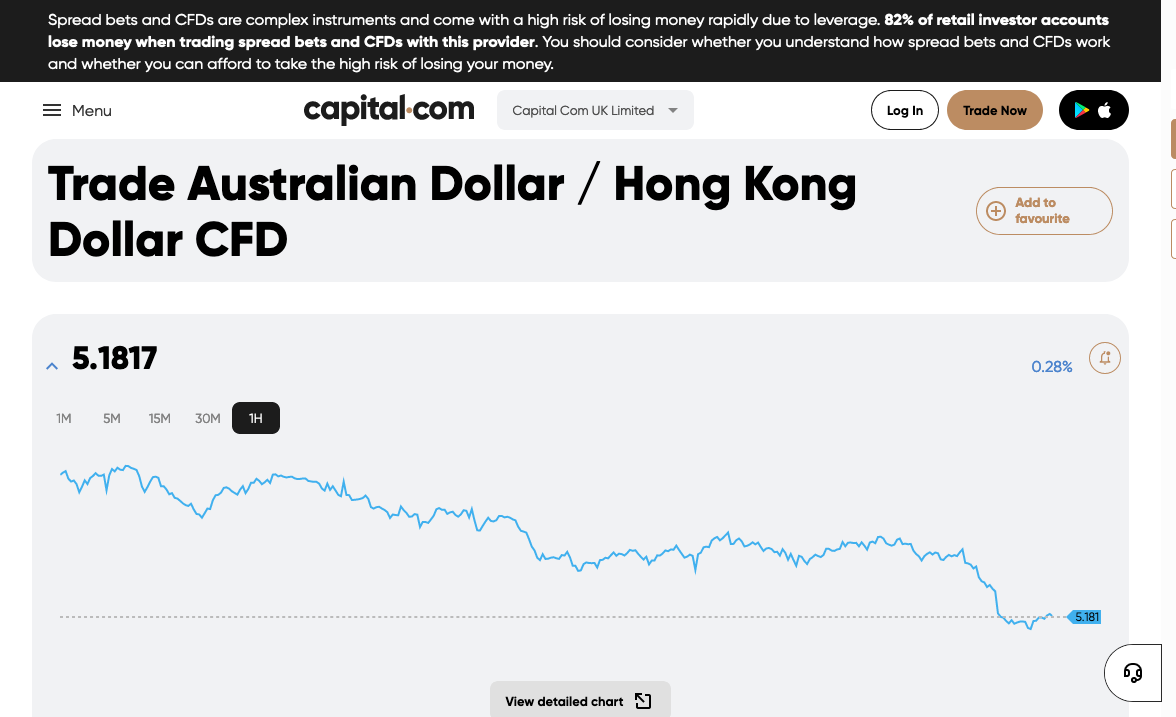 Spread bets and CFDs are complex instruments and come with a high risk of losing money rapidly due to leverage. 82% of retail investor accounts
lose money when trading spread bets and CFDs with this provider. You should consider whether you understand how spread bets and CFDs work
and whether you can afford to take the high risk of losing your money.
Menu
capital.com
Capital Com UK Limited
Log In
Trade Now
Trade Australian Dollar / Hong Kong
Dollar CFD
Add to
favourite
5.1817
0.28%
1M 5M 15M 30M 1H
5.181
View detailed chart